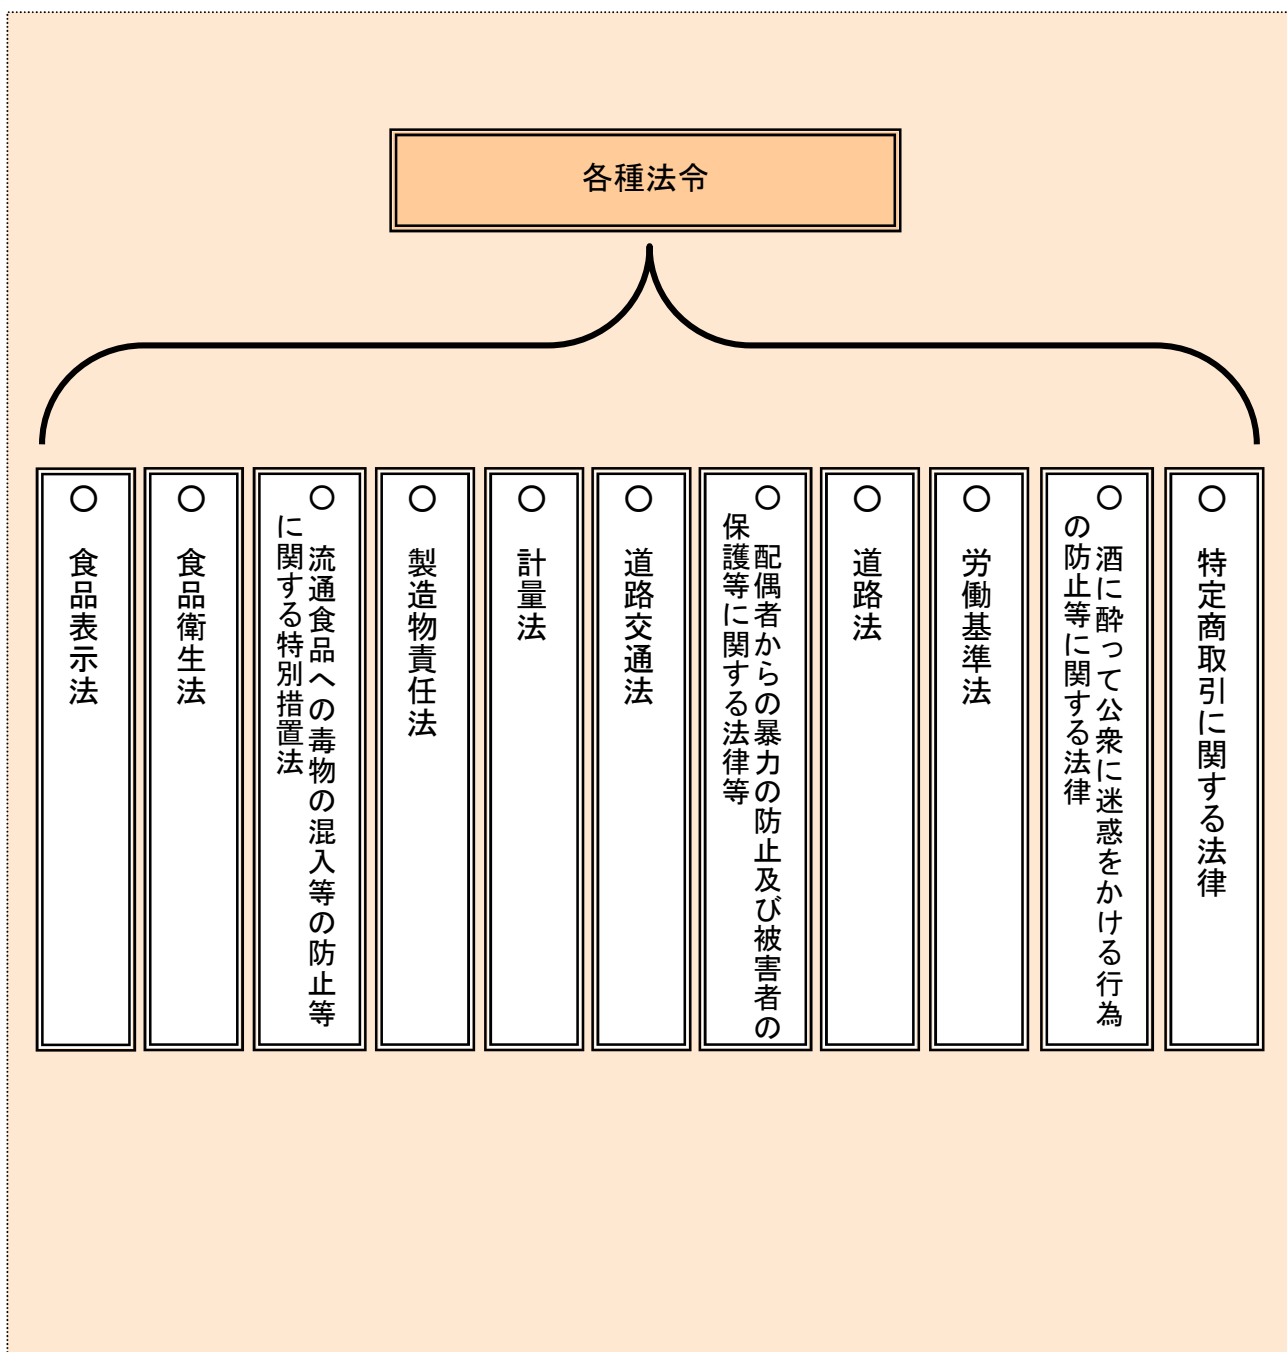 各種法令
○ 特定商取引に関する法律
○ 酒に酔って公衆に迷惑をかける行為
の防止等に関する法律
○ 労働基準法
○ 道路法
○ 配偶者からの暴力の防止及び被害者の
保護等に関する法律等
○ 道路交通法
○ 計量法
○ 製造物責任法
○ 流通食品への毒物の混入等の防止等
に関する特別措置法
○ 食品衛生法
○ 食品表示法